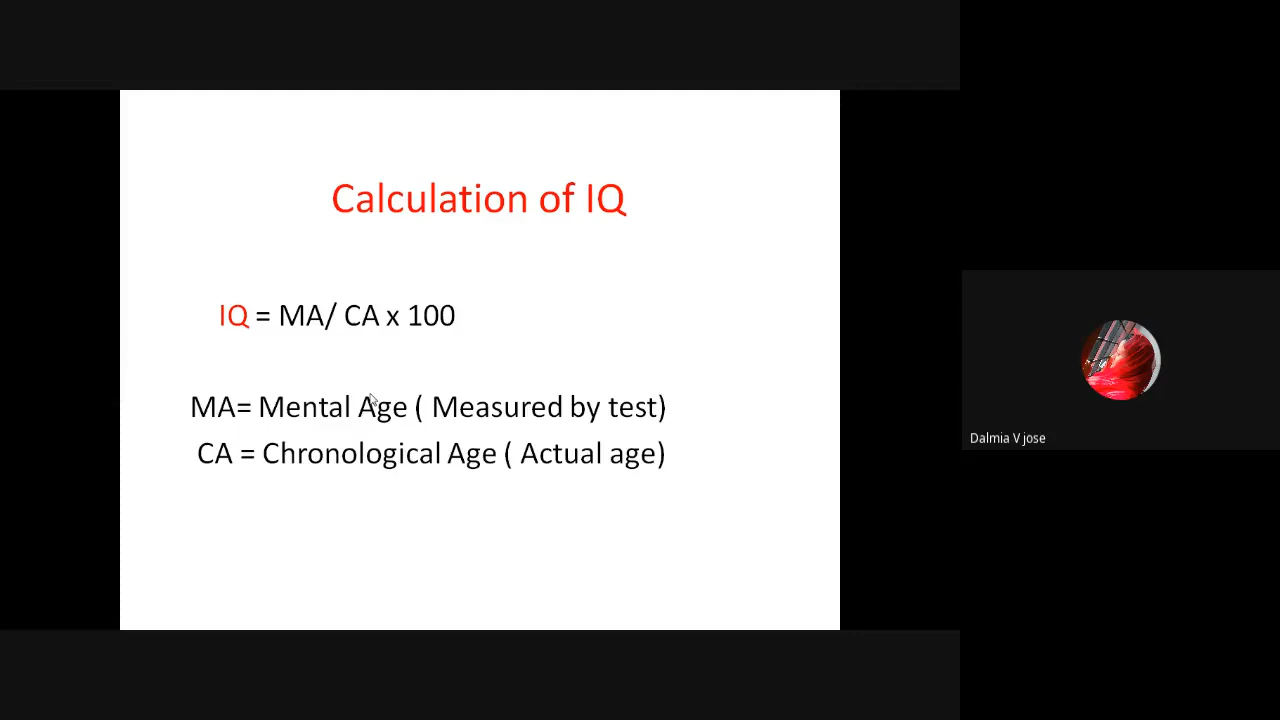 Calculation of IQ
IQ = MA/ CA x 100
MA= Mental Age ( Measured by test)
CA = Chronological Age ( Actual age)
Dalmia V jose